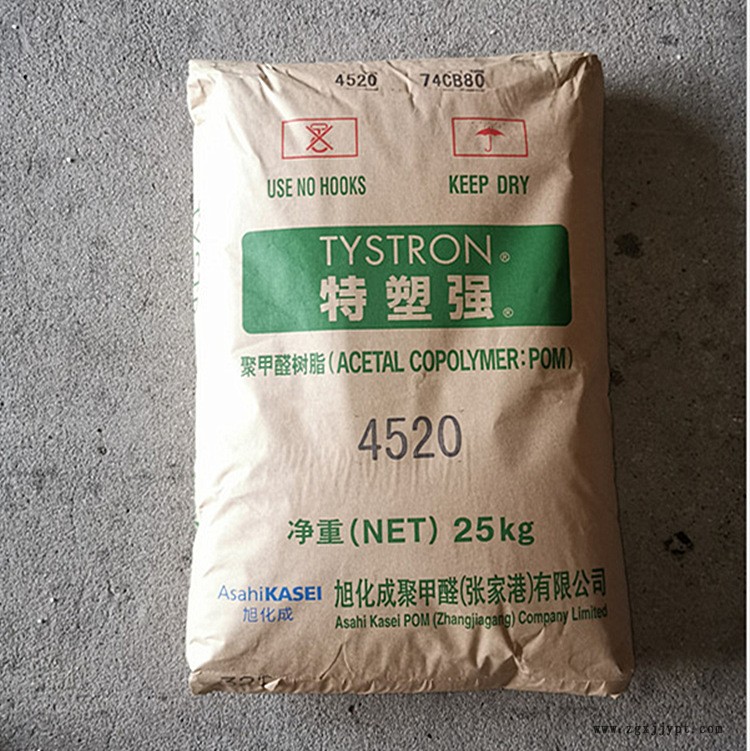 4520 74CB80
USE NO HOOKS KEEP DRY
TYSTRON®
特塑强®
聚甲醛树脂(ACETAL COPOLYMER:POM)
4520
净重(NET) 25kg
AsahiKASEI
旭化成
旭化成聚甲醛(张家港)有限公司
Asahi Kasei POM (Zhangjiagang) Company Limited